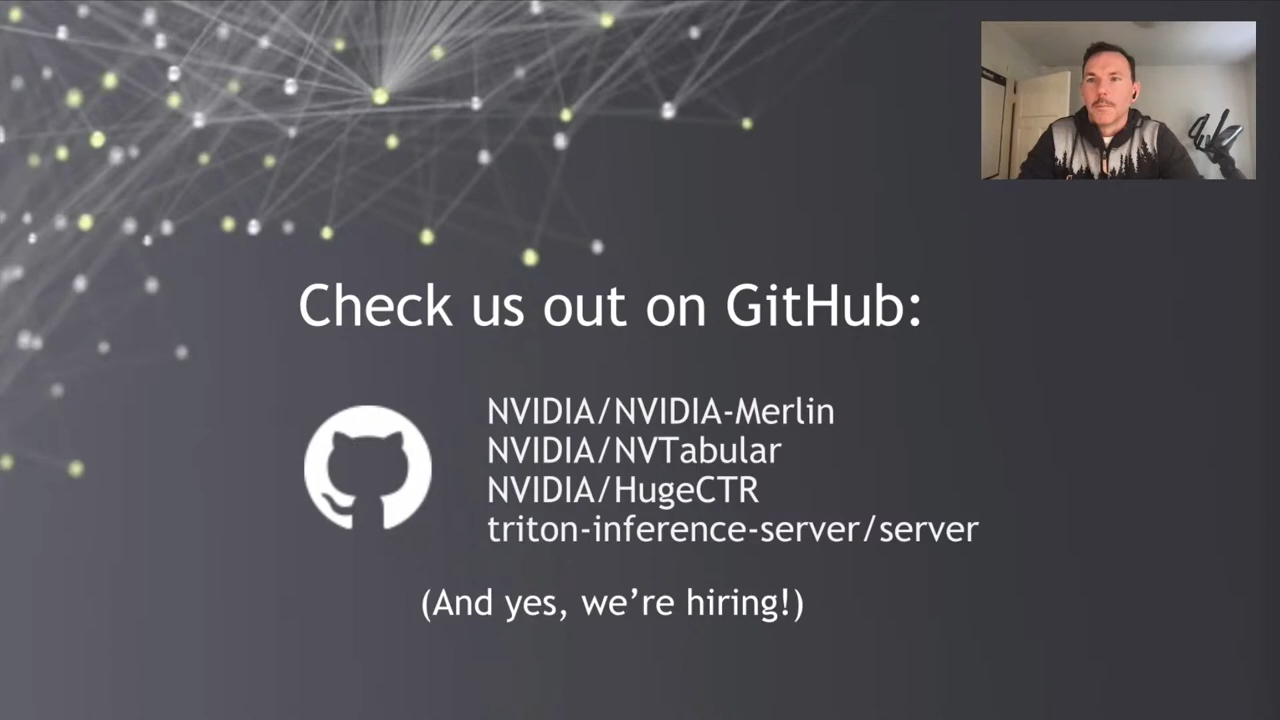 Check us out on GitHub:
NVIDIA/NVIDIA-Merlin
NVIDIA/NVTabular
NVIDIA/HugeCTR
triton-inference-server/server
(And yes, we’re hiring!)